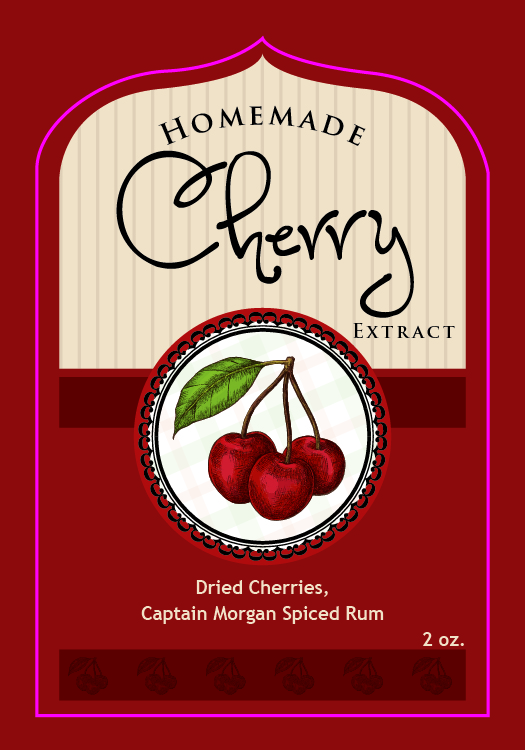 Homemade
Cherry
Extract
Dried Cherries,
Captain Morgan Spiced Rum
2 oz.